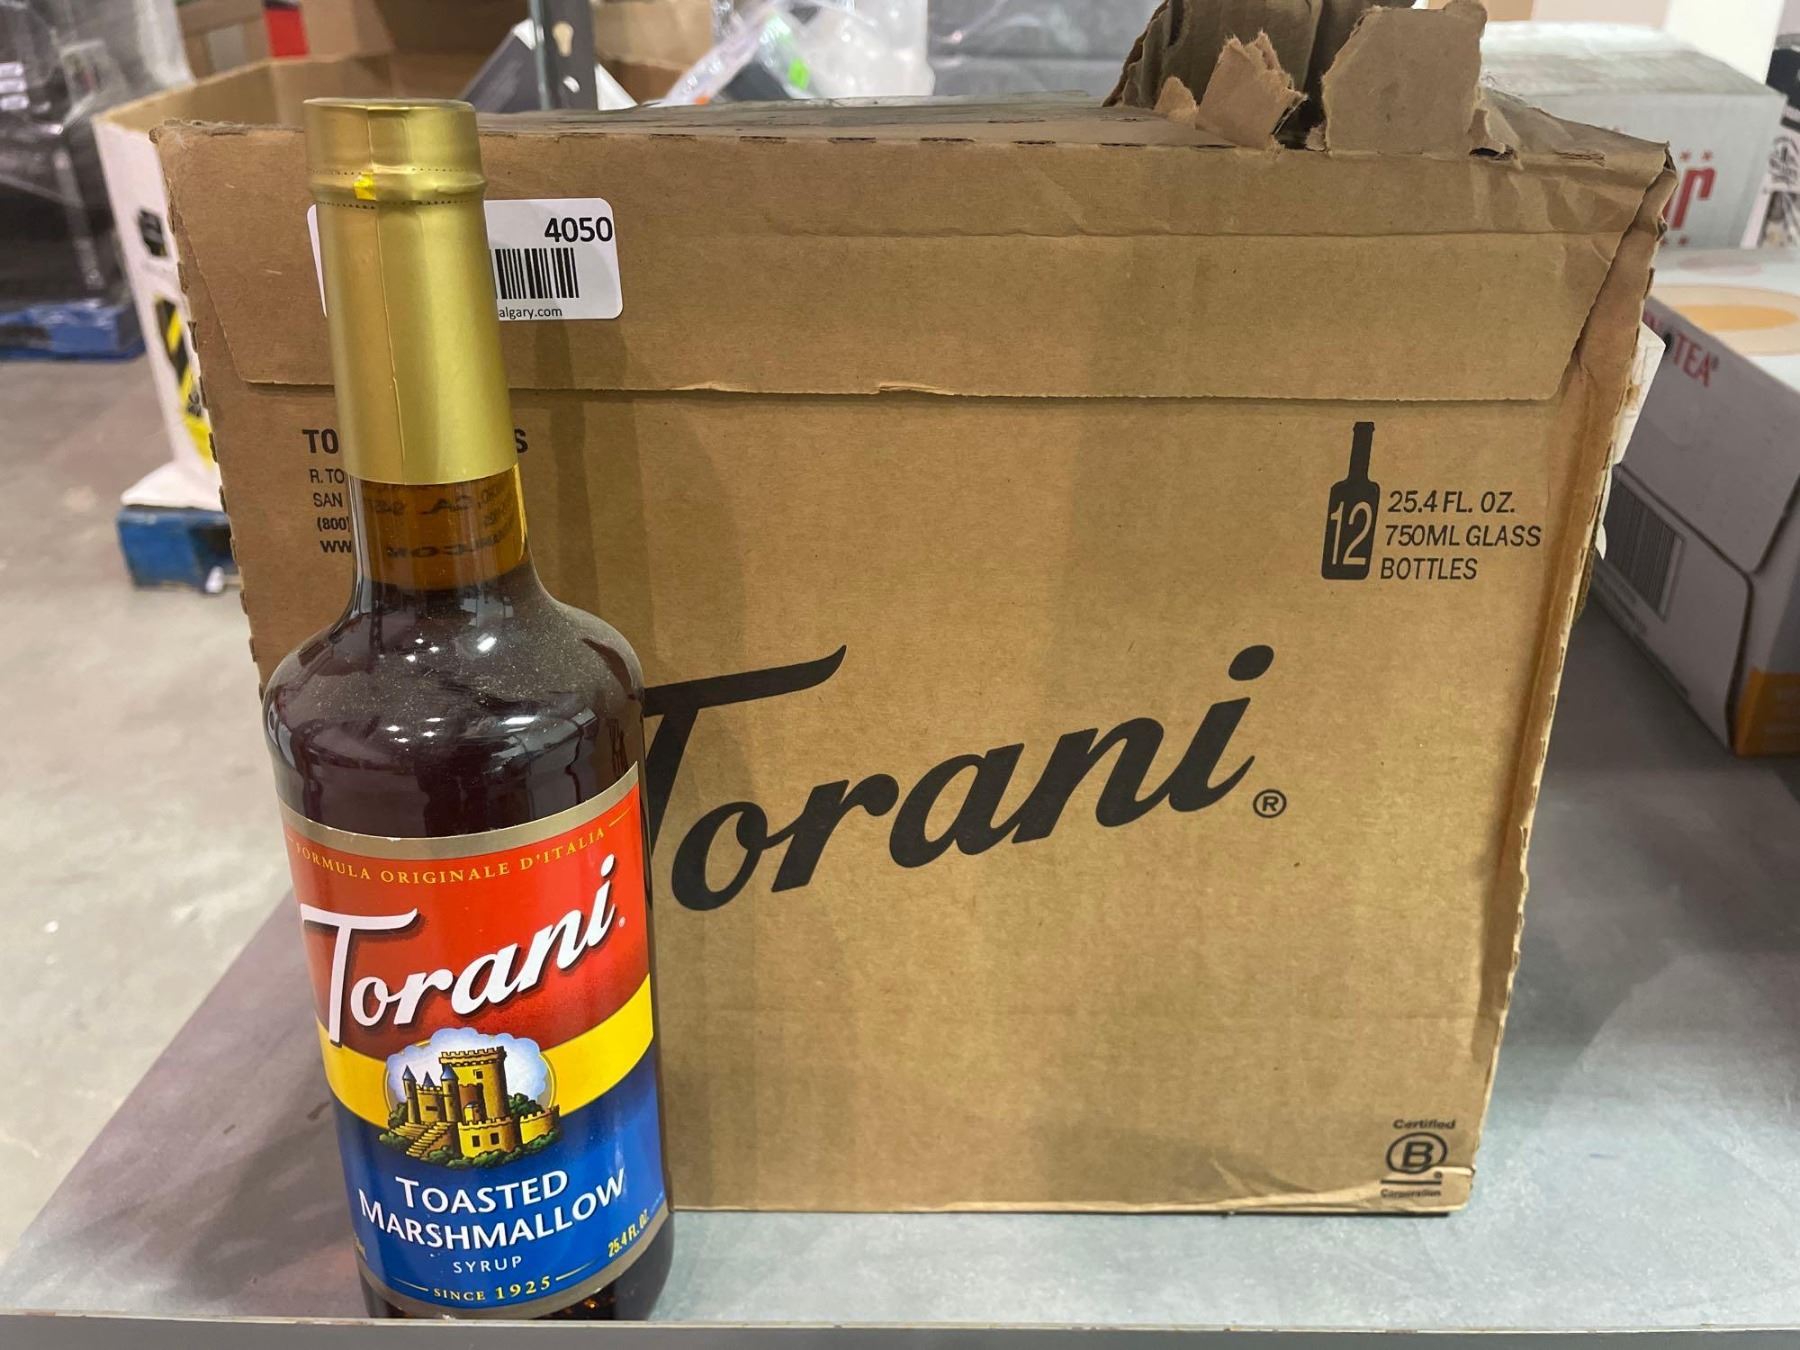 4050
algary.com
R. TO
SAN
(800)
WW
12
25.4 FL. OZ.
750ML GLASS
BOTTLES
Torani®
Certified
B
Corporation
FORMULA ORIGINALE D'ITALIA
Torani
TOASTED
MARSHMALLOW
SYRUP
25.4 FL. OZ.
SINCE 1925
TEA